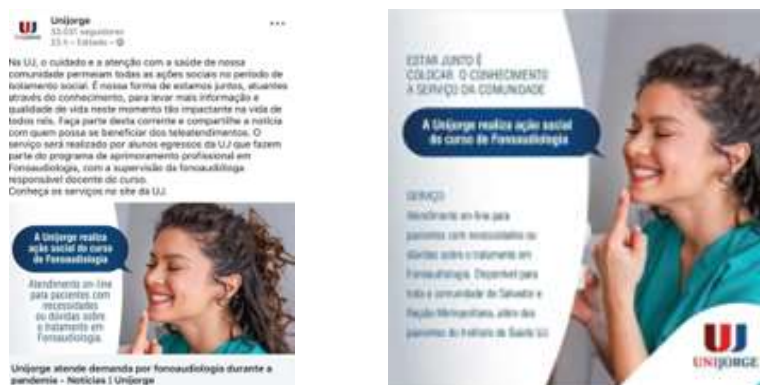 Unijorge
seguidores
Editado
Na UJ, o cuidado e a atenção com a saúde de nossa
comunidade permeiam todas as ações sociais no período de
isolamento social. É nossa forma de estarmos juntos, atuantes
através do conhecimento, para levar mais informação e
qualidade de vida neste momento tão impactante na vida de
todos nós. Faça parte desta corrente e compartilhe a notícia
com quem possa se beneficiar dos teleatendimentos. O
serviço será realizado por alunos egressos da UJ que fazem
parte do programa de aprimoramento profissional em
Fonoaudiologia, com a supervisão da fonoaudióloga
responsável docente do curso.
Conheça os serviços no site da UJ.
A Unijorge realiza
ação social do curso
de Fonoaudiologia
Atendimento on-line
para pacientes com
necessidades
ou dúvidas sobre
o tratamento em
Fonoaudiologia.
Unijorge atende demanda por fonoaudiologia durante a
pandemia - Notícias | Unijorge
ESTAR JUNTO É
COLOCAR O CONHECIMENTO
A SERVIÇO DA COMUNIDADE
A Unijorge realiza ação social
do curso de Fonoaudiologia
SERVIÇO
Atendimento on-line para
pacientes com necessidades ou
dúvidas sobre o tratamento em
Fonoaudiologia. Disponível para
toda a comunidade de Salvador e
Região Metropolitana, além dos
pacientes do Instituto de Saúde UJ
UJ
UNIJORGE